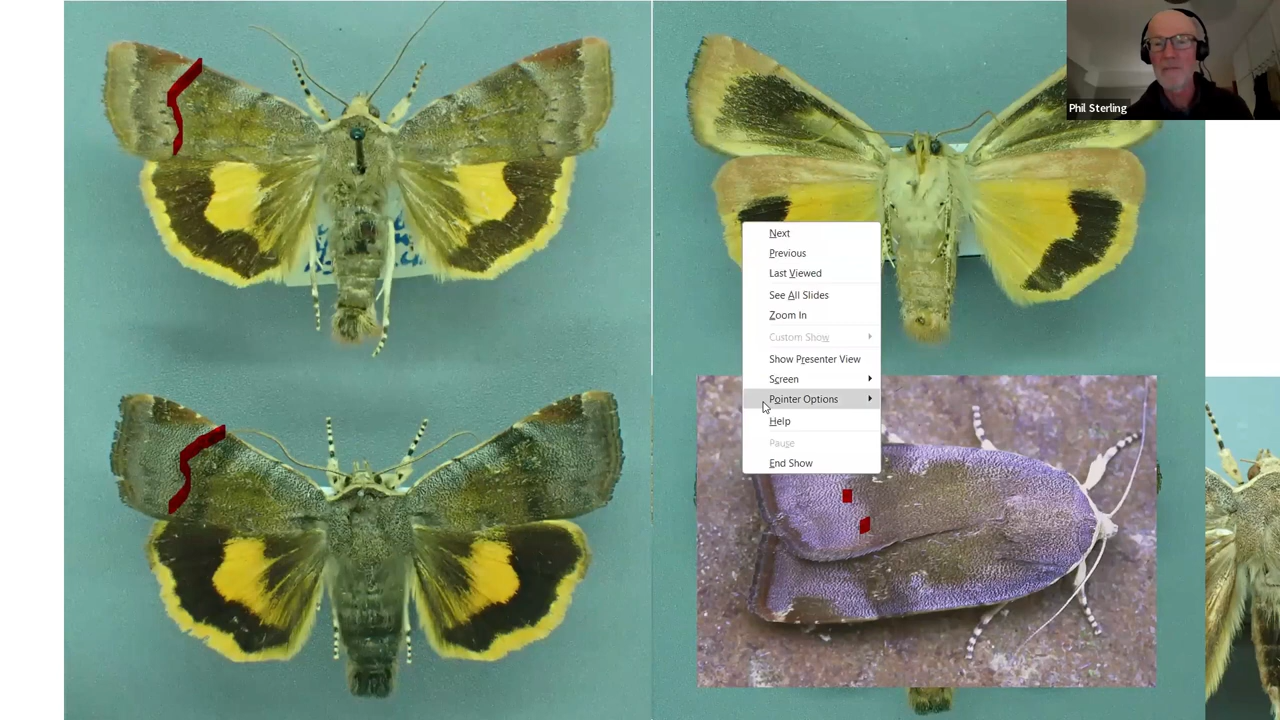 Phil Sterling
Next
Previous
Last Viewed
See All Slides
Zoom In
Custom Show
Show Presenter View
Screen
Pointer Options
Help
Pause
End Show